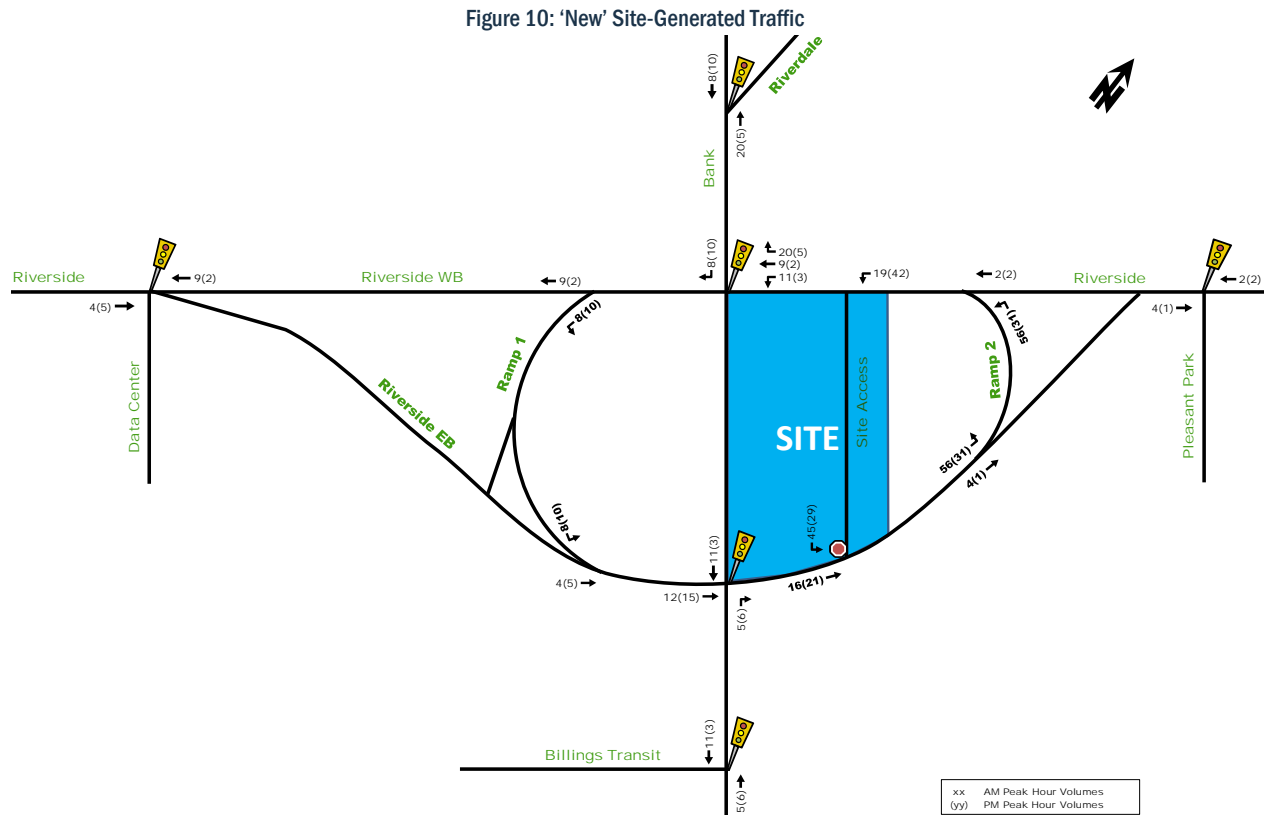 Figure 10: ‘New’ Site-Generated Traffic
8(10)
Riverdale
N
20(5)
Bank
8(10)
20(5)
9(2)
11(3)
19(42)
2(2)
Riverside
Riverside
9(2)
Riverside WB
9(2)
2(2)
4(5)
4(1)
8(10)
56(31)
Ramp 1
Ramp 2
Data Center
Riverside EB
SITE
Site Access
Pleasant Park
56(31)
4(1)
8(10)
45(29)
11(3)
4(5)
12(15)
16(21)
5(6)
11(3)
Billings Transit
5(6)
xx AM Peak Hour Volumes
(yy) PM Peak Hour Volumes